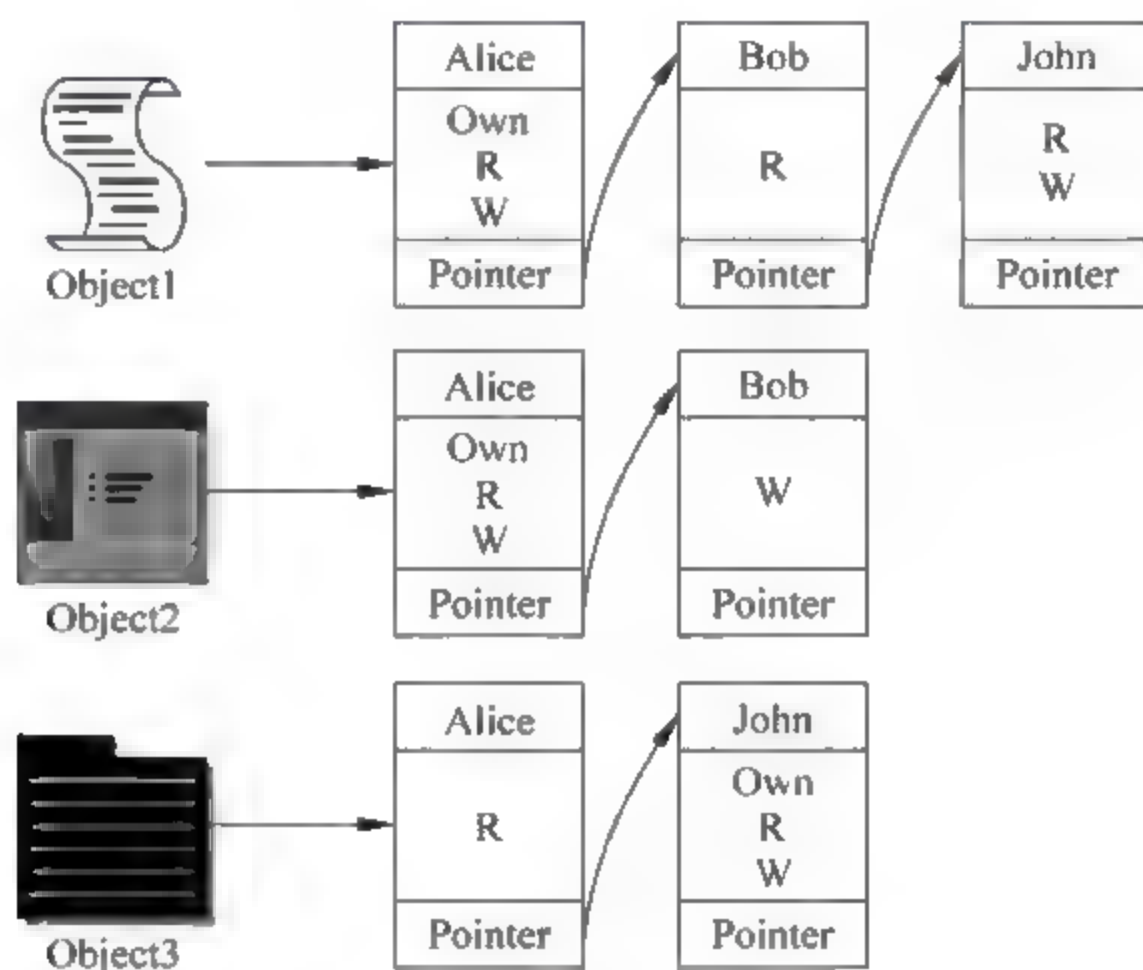 Object1
Alice
Own
R
W
Pointer
Bob
R
Pointer
John
R
W
Pointer
Object2
Alice
Own
R
W
Pointer
Bob
W
Pointer
Object3
Alice
R
Pointer
John
Own
R
W
Pointer